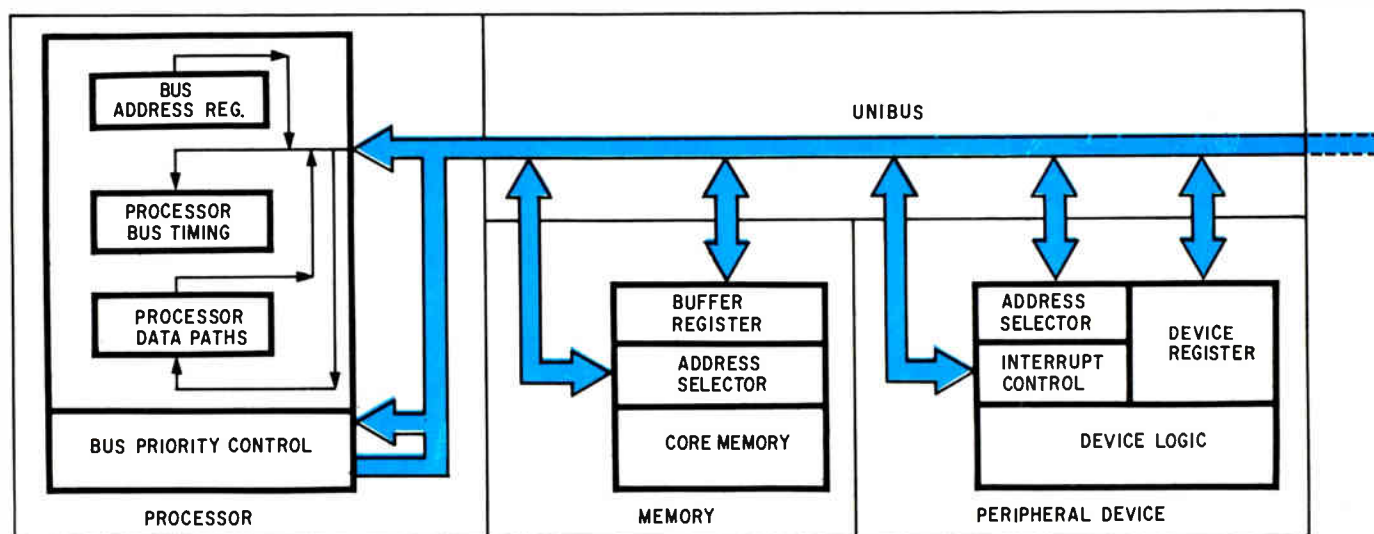 BUS
ADDRESS REG.
PROCESSOR
BUS TIMING
PROCESSOR
DATA PATHS
BUS PRIORITY CONTROL
PROCESSOR
UNIBUS
BUFFER
REGISTER
ADDRESS
SELECTOR
CORE MEMORY
MEMORY
ADDRESS
SELECTOR
INTERRUPT
CONTROL
DEVICE
REGISTER
DEVICE LOGIC
PERIPHERAL DEVICE